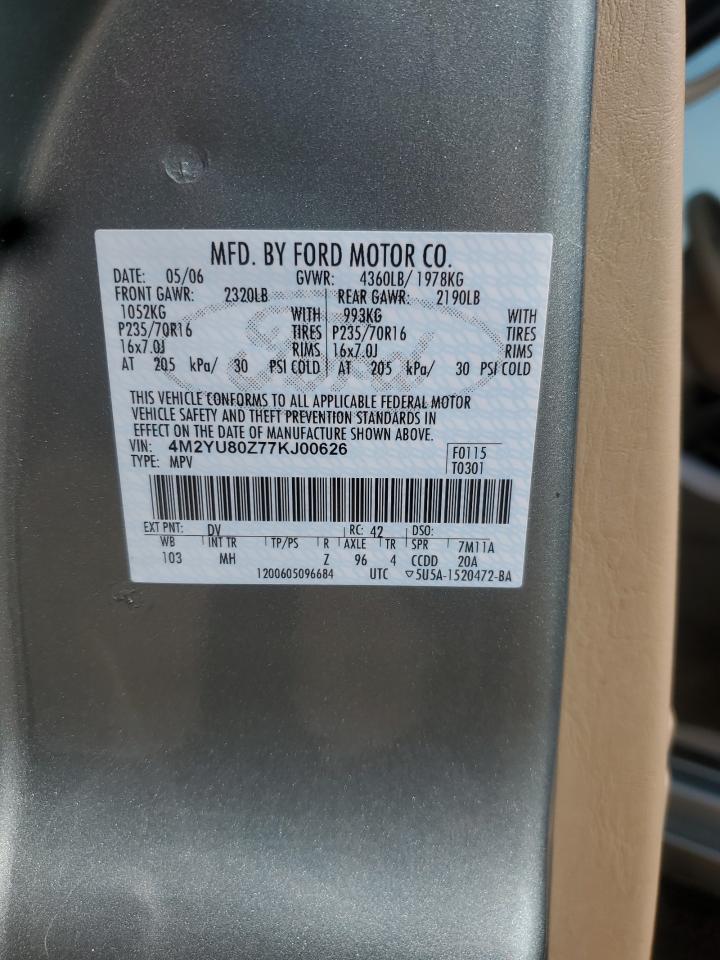 MFD. BY FORD MOTOR CO.
DATE: 05/06 GVWR: 4360LB/ 1978KG
FRONT GAWR: 2320LB REAR GAWR: 2190LB
1052KG WITH 993KG WITH
P235/70R16 TIRES P235/70R16 TIRES
16x7.0J RIMS 16x7.0J RIMS
AT 205 kPa/ 30 PSI COLD AT 205 kPa/ 30 PSI COLD
Ford
THIS VEHICLE CONFORMS TO ALL APPLICABLE FEDERAL MOTOR
VEHICLE SAFETY AND THEFT PREVENTION STANDARDS IN
EFFECT ON THE DATE OF MANUFACTURE SHOWN ABOVE.
VIN: 4M2YU80Z77KJ00626 F0115
TYPE: MPV T0301
EXT PNT: DV RC: 42 DSO:
WB INT TR TP/PS R AXLE TR SPR 7M11A
103 MH Z 96 4 CCDD 20A
1200605096684 UTC ▽5U5A-1520472-BA